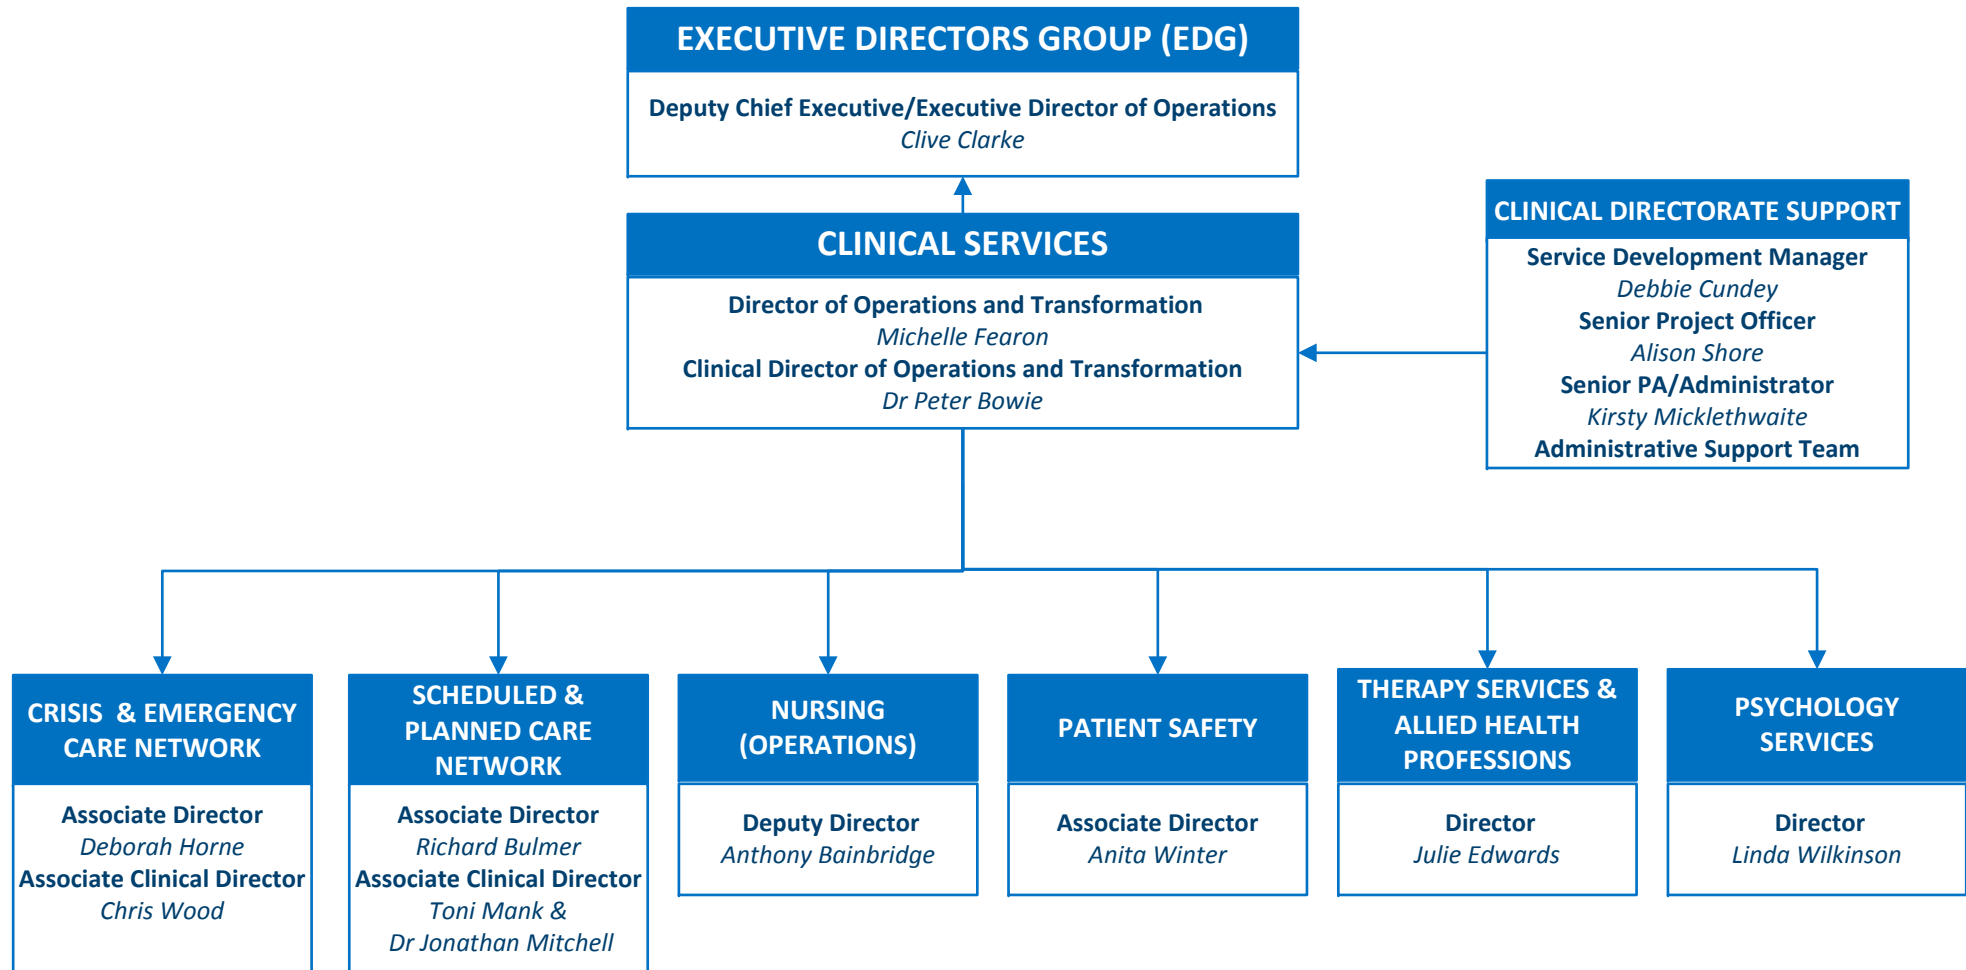 EXECUTIVE DIRECTORS GROUP (EDG)
Deputy Chief Executive/Executive Director of Operations
Clive Clarke
CLINICAL SERVICES
Director of Operations and Transformation
Michelle Fearon
Clinical Director of Operations and Transformation
Dr Peter Bowie
CLINICAL DIRECTORATE SUPPORT
Service Development Manager
Debbie Cundey
Senior Project Officer
Alison Shore
Senior PA/Administrator
Kirsty Micklethwaite
Administrative Support Team
CRISIS & EMERGENCY
CARE NETWORK
Associate Director
Deborah Horne
Associate Clinical Director
Chris Wood
SCHEDULED &
PLANNED CARE
NETWORK
Associate Director
Richard Bulmer
Associate Clinical Director
Toni Mank &
Dr Jonathan Mitchell
NURSING
(OPERATIONS)
Deputy Director
Anthony Bainbridge
PATIENT SAFETY
Associate Director
Anita Winter
THERAPY SERVICES &
ALLIED HEALTH
PROFESSIONS
Director
Julie Edwards
PSYCHOLOGY
SERVICES
Director
Linda Wilkinson